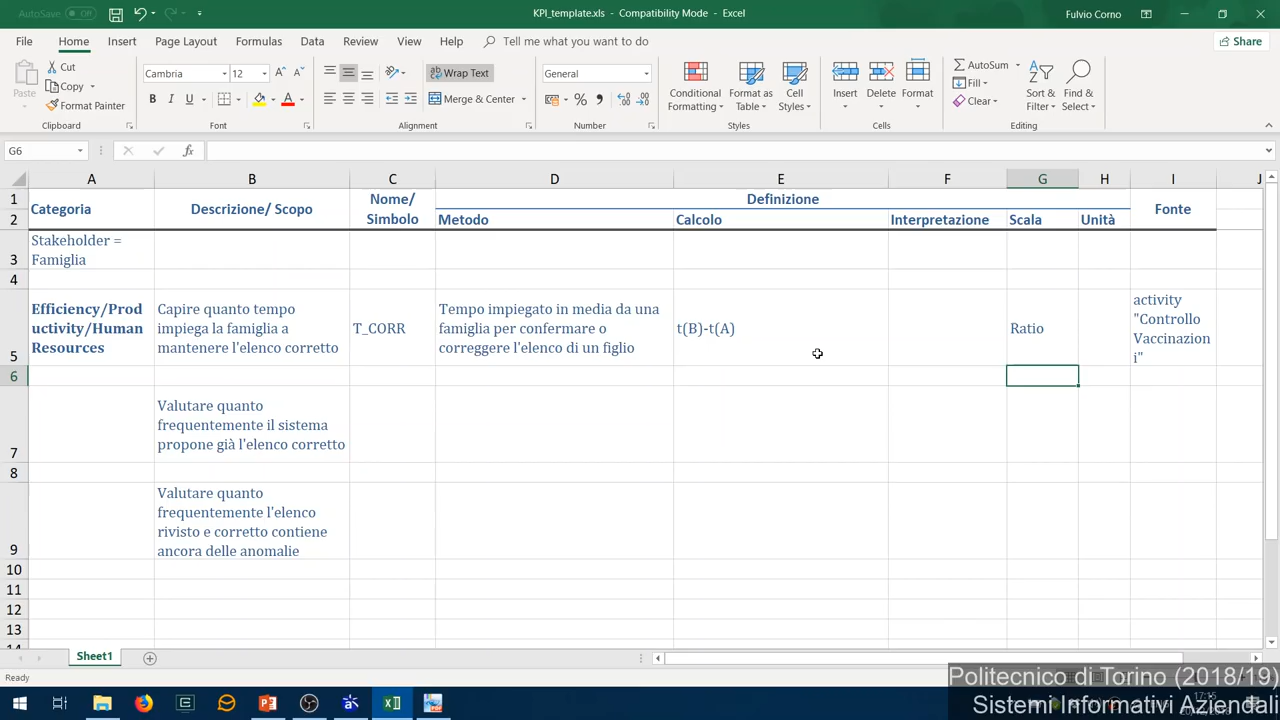 AutoSave Off
KPI_template.xls - Compatibility Mode - Excel
Fulvio Corno
File Home Insert Page Layout Formulas Data Review View Help Tell me what you want to do Share
Paste
Cut
Copy
Format Painter
Clipboard
Cambria 12
B I U
Font
Wrap Text
Merge & Center
Alignment
General
Number
Conditional
Formatting
Format as
Table
Cell
Styles
Styles
Insert Delete Format
Cells
AutoSum
Fill
Clear
Sort &
Filter
Find &
Select
Editing
G6
fx
A B C D E F G H I J
1
2
Categoria
Descrizione/ Scopo
Nome/
Simbolo
Definizione
Metodo Calcolo Interpretazione Scala Unità
Fonte
3
Stakeholder =
Famiglia
4
5
Efficiency/Prod
uctivity/Human
Resources
Capire quanto tempo
impiega la famiglia a
mantenere l'elenco corretto
T_CORR
Tempo impiegato in media da una
famiglia per confermare o
correggere l'elenco di un figlio
t(B)-t(A)
Ratio
activity
"Controllo
Vaccinazion
i"
6
7
Valutare quanto
frequentemente il sistema
propone già l'elenco corretto
8
9
Valutare quanto
frequentemente l'elenco
rivisto e corretto contiene
ancora delle anomalie
10
11
12
13
14
Sheet1
Ready
Politecnico di Torino (2018/19)
17:15
Sistemi Informativi Aziendali